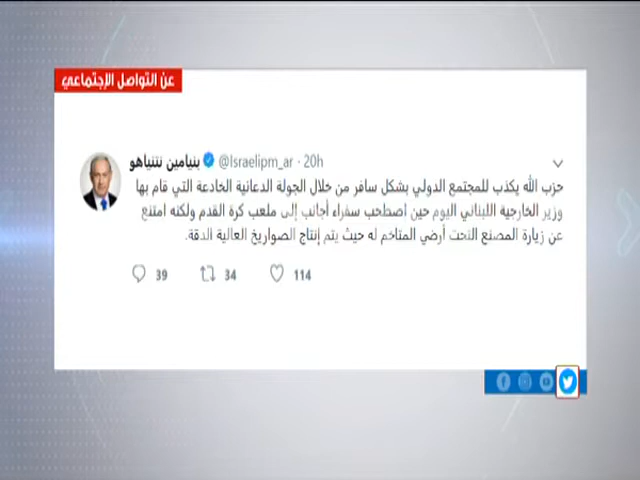 عن التواصل الإجتماعي
بنيامين نتنياهو @Israelipm_ar · 20h
حزب الله يكذب للمجتمع الدولي بشكل سافر من خلال الجولة الدعائية الخادعة التي قام بها
وزير الخارجية اللبناني اليوم حين اصطحب سفراء أجانب إلى ملعب كرة القدم ولكنه امتنع
عن زيارة المصنع التحت أرضي المتاخم له حيث يتم إنتاج الصواريخ العالية الدقة.
39 34 114